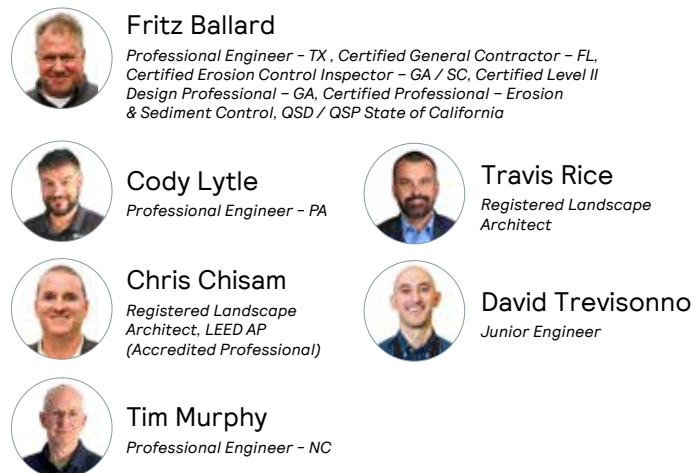 Fritz Ballard
Professional Engineer – TX , Certified General Contractor – FL,
Certified Erosion Control Inspector – GA / SC, Certified Level II
Design Professional – GA, Certified Professional – Erosion
& Sediment Control, QSD / QSP State of California
Cody Lytle
Professional Engineer – PA
Travis Rice
Registered Landscape
Architect
Chris Chisam
Registered Landscape
Architect, LEED AP
(Accredited Professional)
David Trevisonno
Junior Engineer
Tim Murphy
Professional Engineer – NC